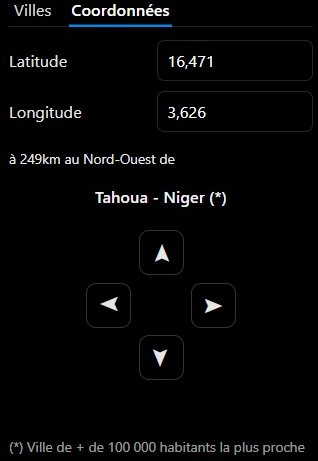 Villes Coordonnées
Latitude 16,471
Longitude 3,626
à 249km au Nord-Ouest de
Tahoua - Niger (*)
(*) Ville de + de 100 000 habitants la plus proche